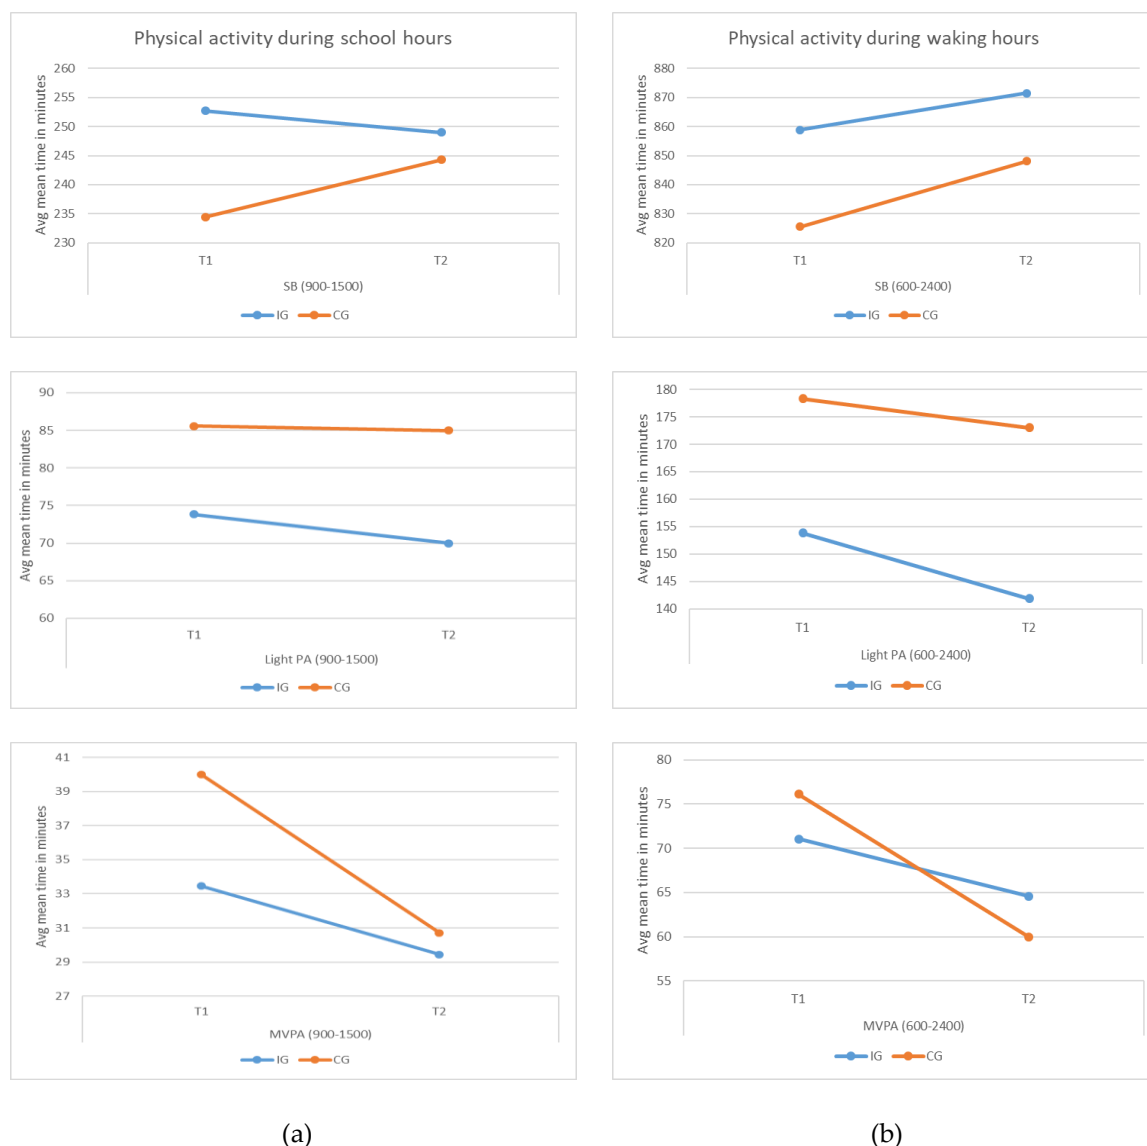 Physical activity during school hours
Avg mean time in minutes
260
255
250
245
240
235
230
T1 T2
SB (900-1500)
IG CG
Physical activity during waking hours
Avg mean time in minutes
880
870
860
850
840
830
820
T1 T2
SB (600-2400)
IG CG
Avg mean time in minutes
90
85
80
75
70
65
60
T1 T2
Light PA (900-1500)
IG CG
Avg mean time in minutes
180
175
170
165
160
155
150
145
140
T1 T2
Light PA (600-2400)
IG CG
Avg mean time in minutes
41
39
37
35
33
31
29
27
T1 T2
MVPA (900-1500)
IG CG
Avg mean time in minutes
80
75
70
65
60
55
T1 T2
MVPA (600-2400)
IG CG
(a) (b)